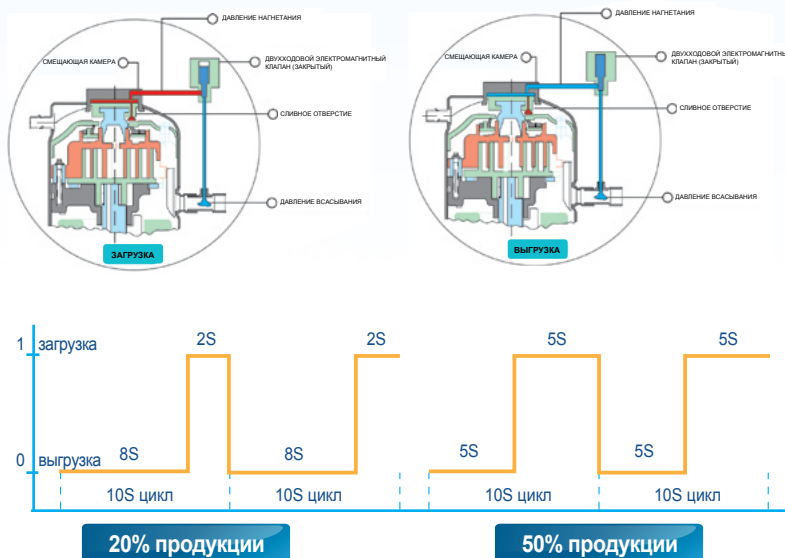 ДАВЛЕНИЕ НАГНЕТАНИЯ
СМЕЩАЮЩАЯ КАМЕРА
ДВУХХОДОВОЙ ЭЛЕКТРОМАГНИТНЫЙ
КЛАПАН (ЗАКРЫТЫЙ)
СЛИВНОЕ ОТВЕРСТИЕ
ДАВЛЕНИЕ ВСАСЫВАНИЯ
ЗАГРУЗКА
ДАВЛЕНИЕ НАГНЕТАНИЯ
СМЕЩАЮЩАЯ КАМЕРА
ДВУХХОДОВОЙ ЭЛЕКТРОМАГНИТНЫ
КЛАПАН (ЗАКРЫТЫЙ)
СЛИВНОЕ ОТВЕРСТИЕ
ДАВЛЕНИЕ ВСАСЫВАНИЯ
ВЫГРУЗКА
1 загрузка 2S 2S 5S 5S
0 выгрузка 8S 8S 5S 5S
10S цикл 10S цикл 10S цикл 10S цикл
20% продукции 50% продукции